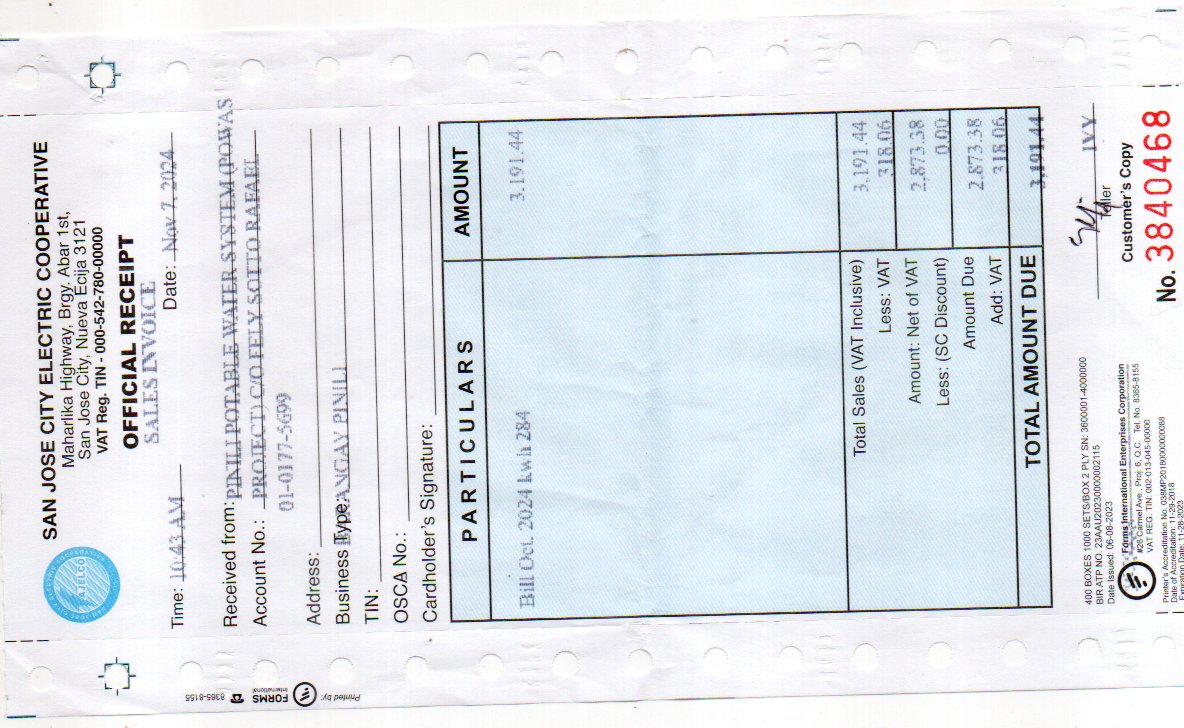 SAN JOSE CITY ELECTRIC COOPERATIVE
Maharlika Highway, Brgy. Abar 1st,
San Jose City, Nueva Ecija 3121
VAT Reg. TIN - 000-542-780-00000
OFFICIAL RECEIPT
SALES INVOICE
Time: 10:43 AM Date: Nov 7, 2024
Received from: PINILI POTABLE WATER SYSTEM (POWAS
Account No.: PROJECT) C/O FELY SOTTO RAFAEL
01-0177-5699
Address:
Business Type: BARANGAY PINILI
TIN:
OSCA No.:
Cardholder's Signature:
PARTICULARS AMOUNT
Bill Oct. 2024 kwh 284 3,191.44
Total Sales (VAT Inclusive) 3,191.44
Less: VAT 318.06
Amount: Net of VAT 2,873.38
Less: (SC Discount) 0.00
Amount Due 2,873.38
Add: VAT 318.06
TOTAL AMOUNT DUE 3,191.44
IVY
Teller
Customer's Copy
No. 3840468
400 BOXES 1000 SETS/BOX 2 PLY SN: 3600001-4000000
BIR ATP NO. 23AAU20230000002115
Date Issued: 06-08-2023
Forms International Enterprises Corporation
#26 Carmel Ave., Proj. 6, Q.C. Tel. No. 8365-8155
VAT REG. TIN: 002-013-045-00000
Printer's Accreditation No. 038MP20180000000088
Date of Accreditation: 11-29-2018
Expiration Date: 11-28-2023
Printed by: FORMS International 8365-8155